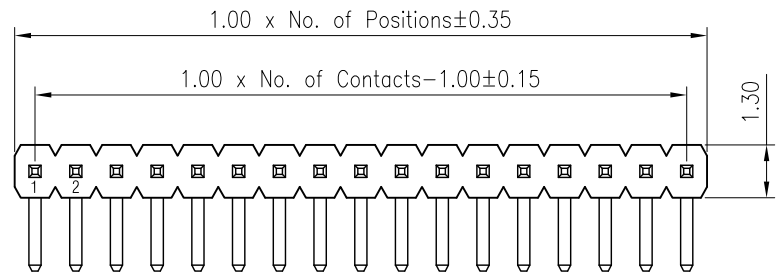 1.00 x No. of Positions±0.35
1.00 x No. of Contacts-1.00±0.15
1.30
1 2